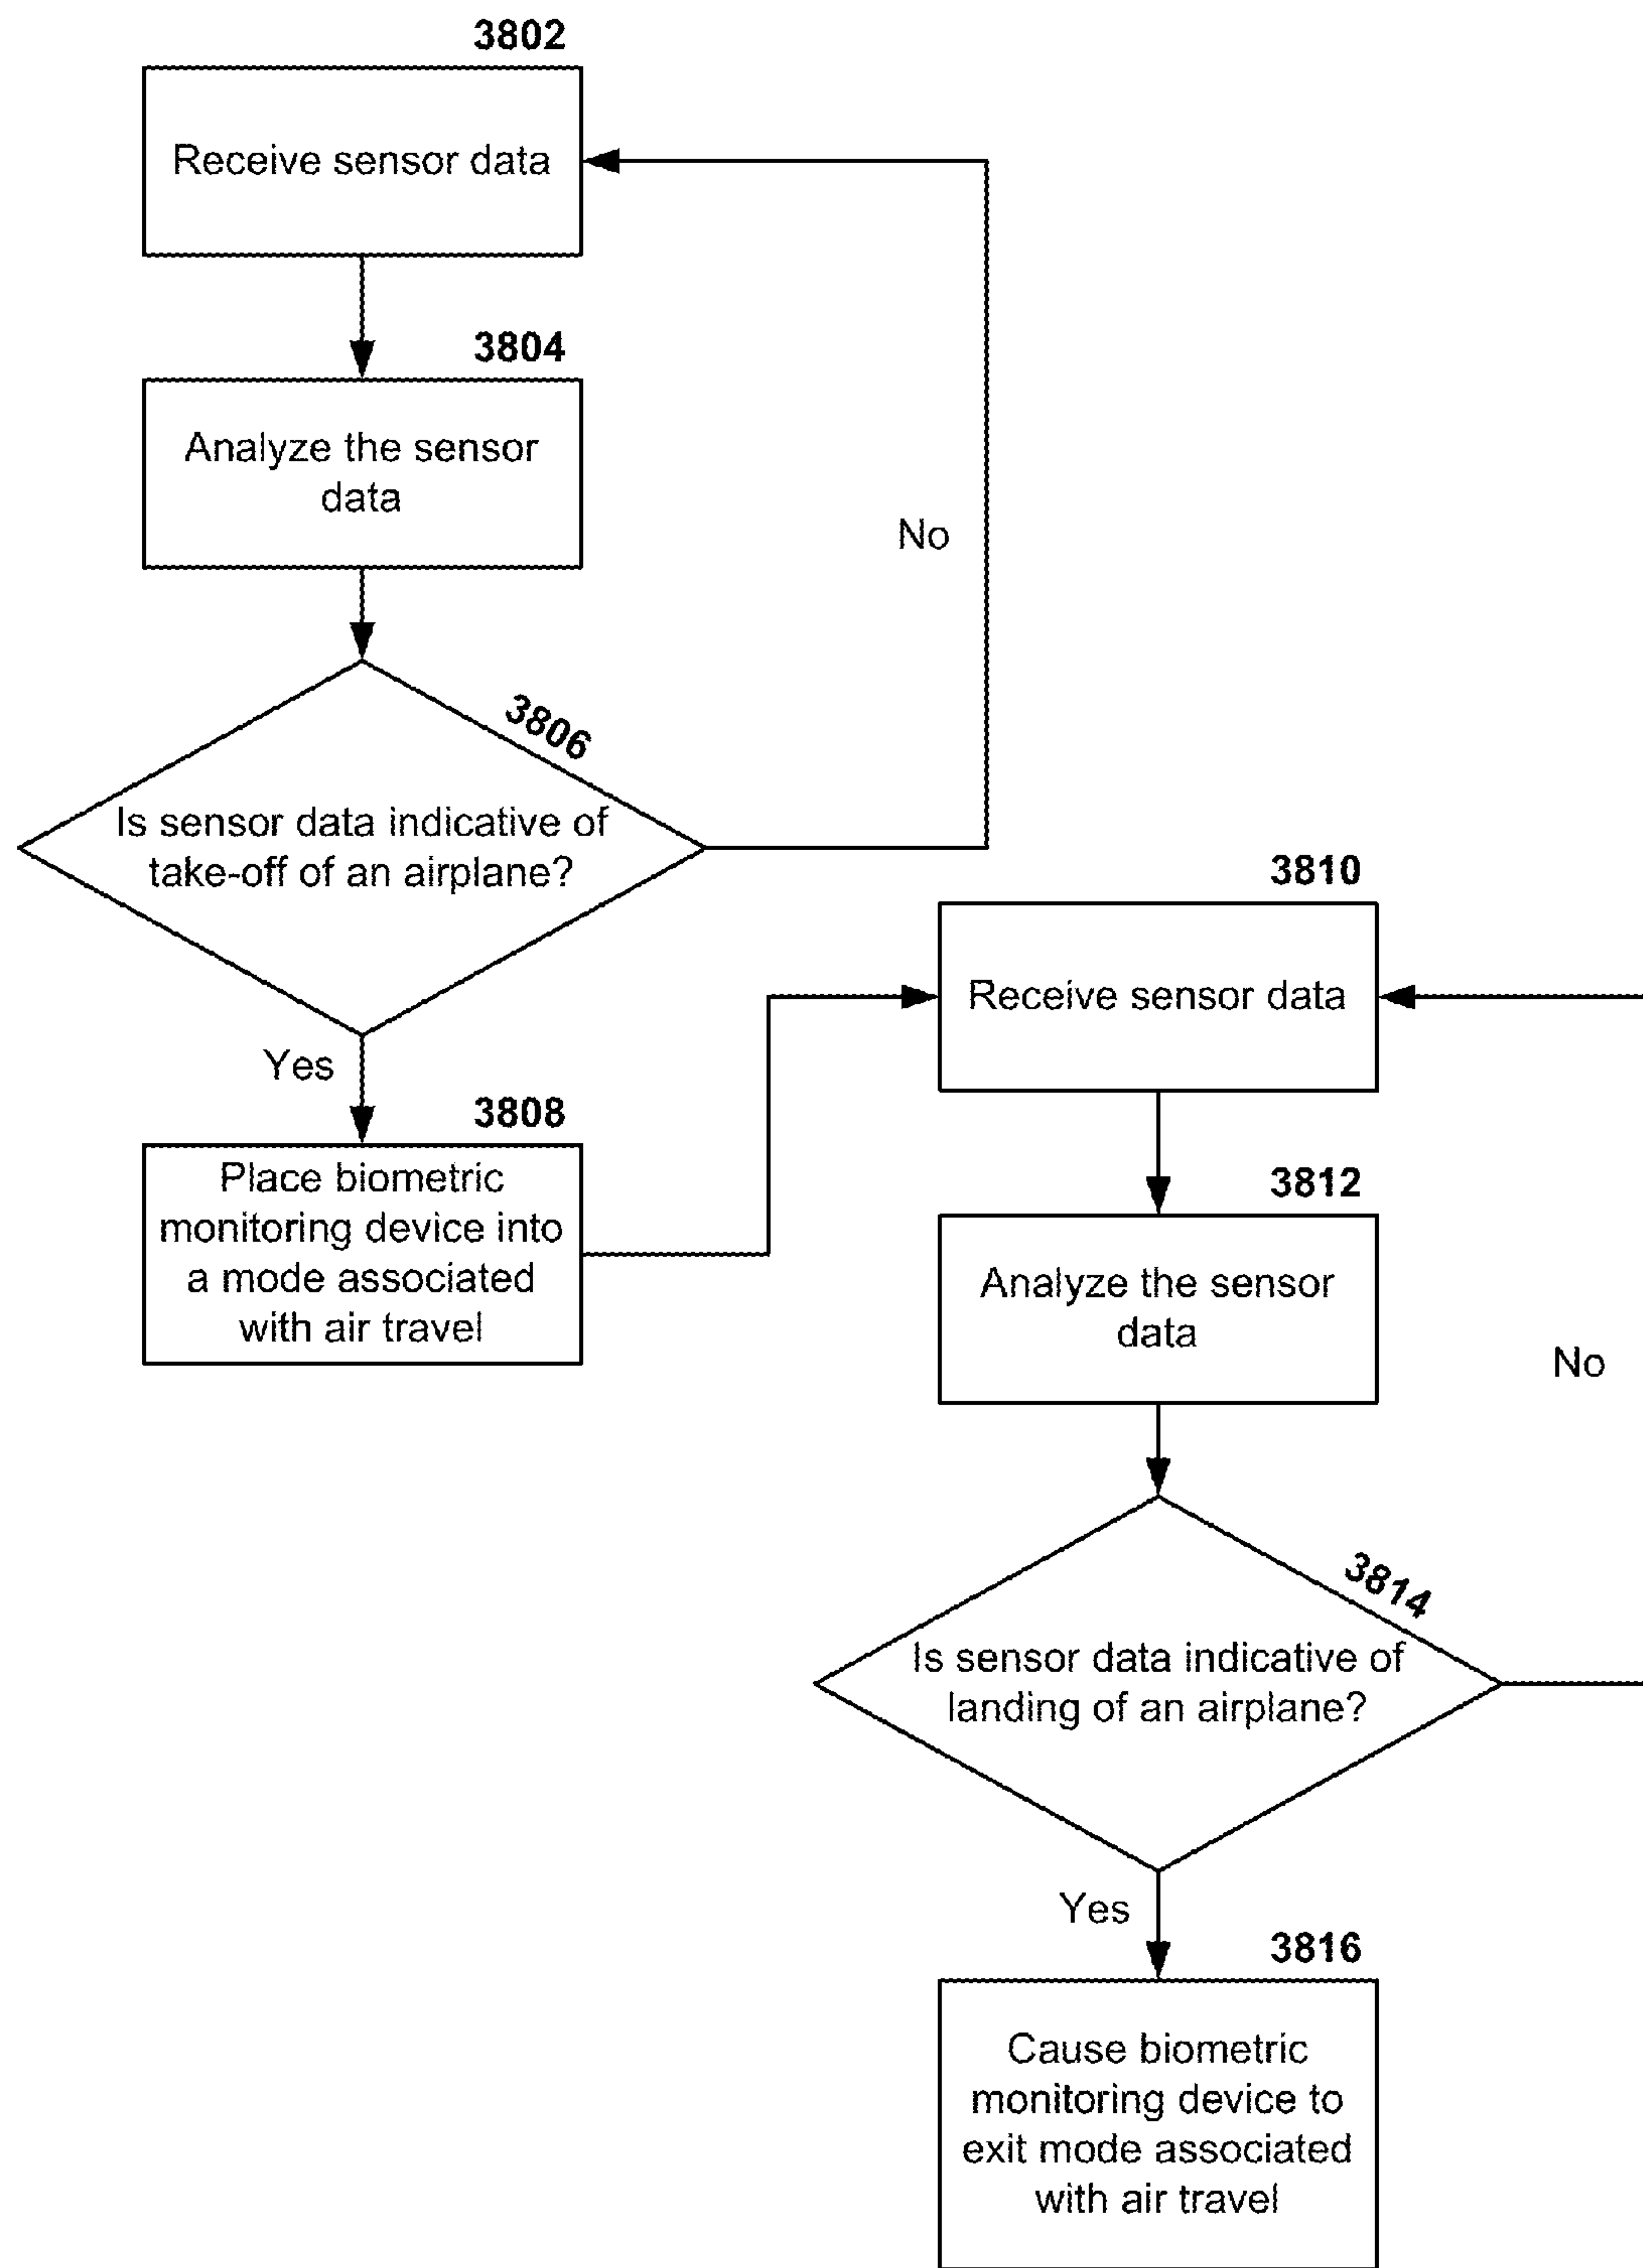 3802
Receive sensor data
3804
Analyze the sensor
data
No
3806
Is sensor data indicative of
take-off of an airplane?
Yes
3808
Place biometric
monitoring device into
a mode associated
with air travel
3810
Receive sensor data
3812
Analyze the sensor
data
No
3814
Is sensor data indicative of
landing of an airplane?
Yes
3816
Cause biometric
monitoring device to
exit mode associated
with air travel